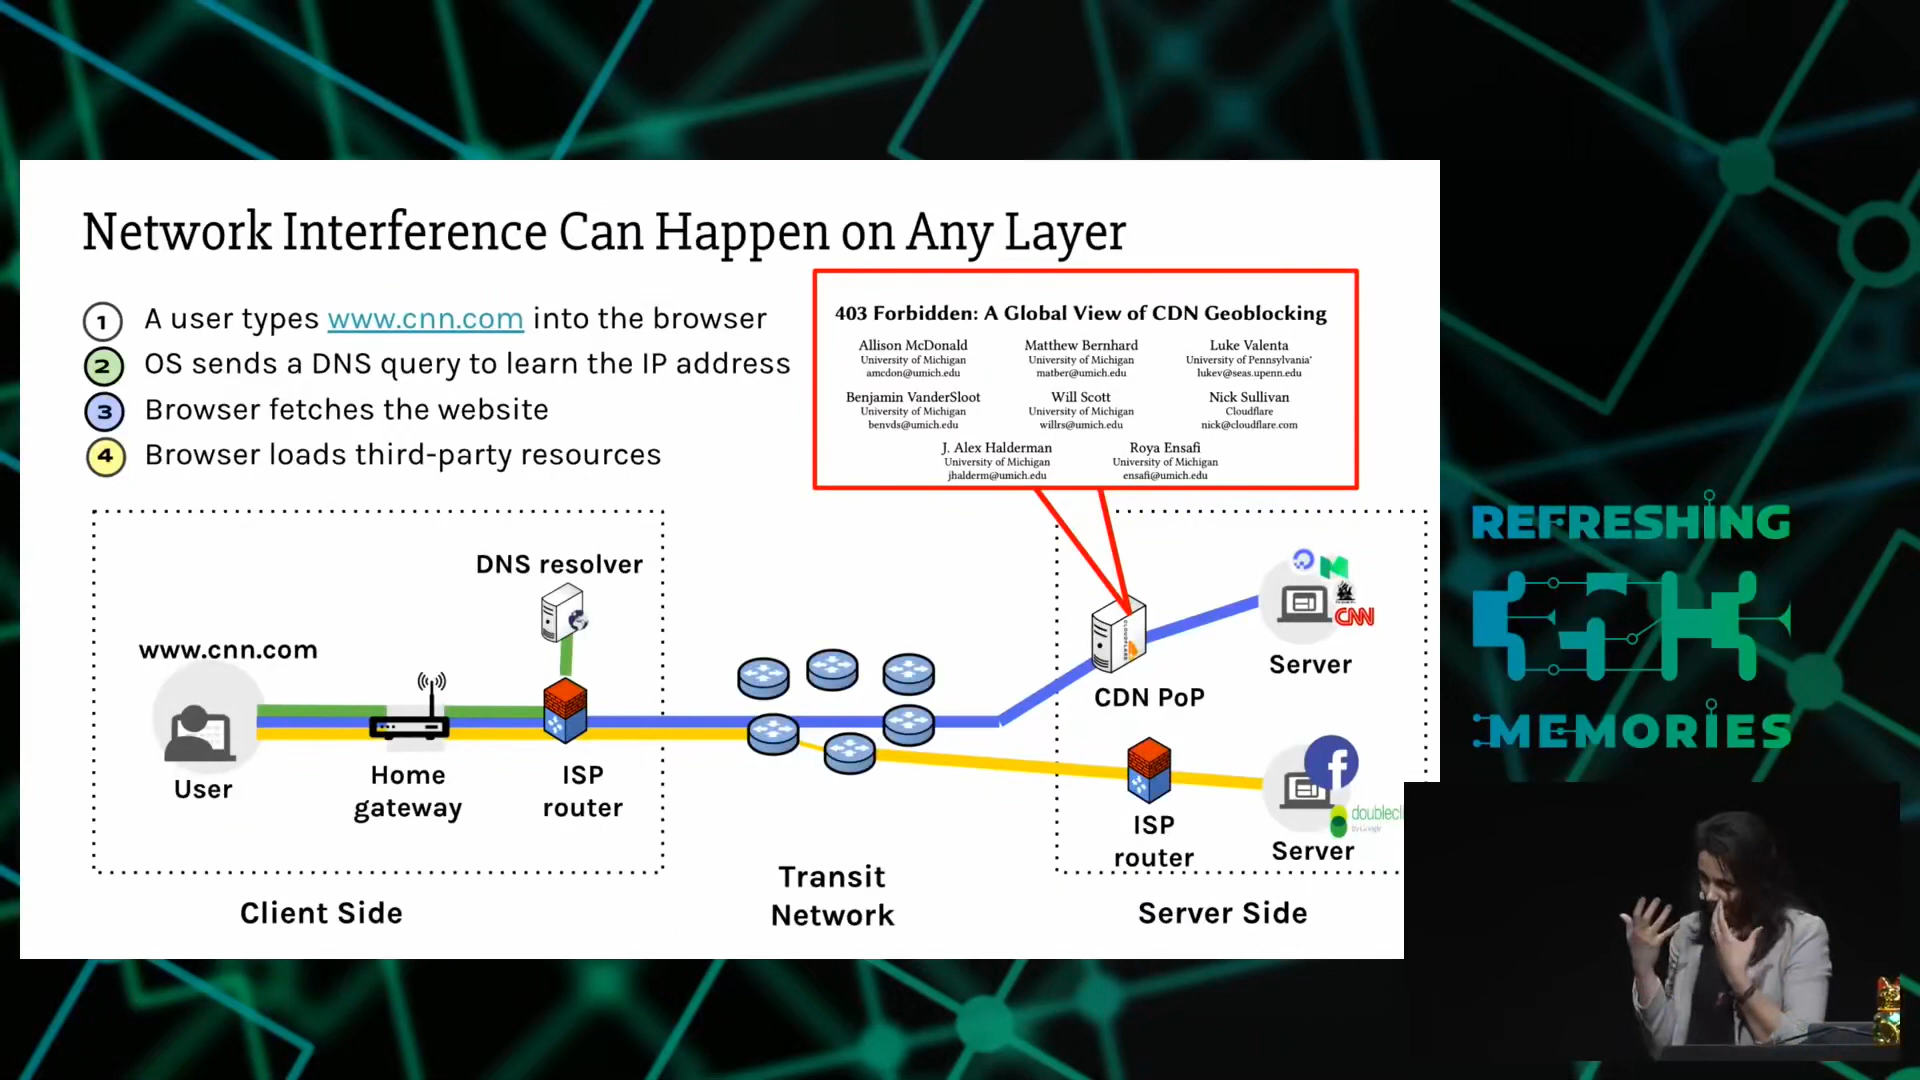 Network Interference Can Happen on Any Layer
1 A user types www.cnn.com into the browser
2 OS sends a DNS query to learn the IP address
3 Browser fetches the website
4 Browser loads third-party resources
403 Forbidden: A Global View of CDN Geoblocking
Allison McDonald
University of Michigan
amcdon@umich.edu
Matthew Bernhard
University of Michigan
matber@umich.edu
Luke Valenta
University of Pennsylvania*
lukev@seas.upenn.edu
Benjamin VanderSloot
University of Michigan
benvds@umich.edu
Will Scott
University of Michigan
willrs@umich.edu
Nick Sullivan
Cloudflare
nick@cloudflare.com
J. Alex Halderman
University of Michigan
jhalderm@umich.edu
Roya Ensafi
University of Michigan
ensafi@umich.edu
DNS resolver
www.cnn.com
User
Home
gateway
ISP
router
Client Side
Transit
Network
CLOUDFLARE
CDN PoP
CNN
Server
ISP
router
f
doublecli
by Google
Server
Server Side
REFRESHING
MEMORIES